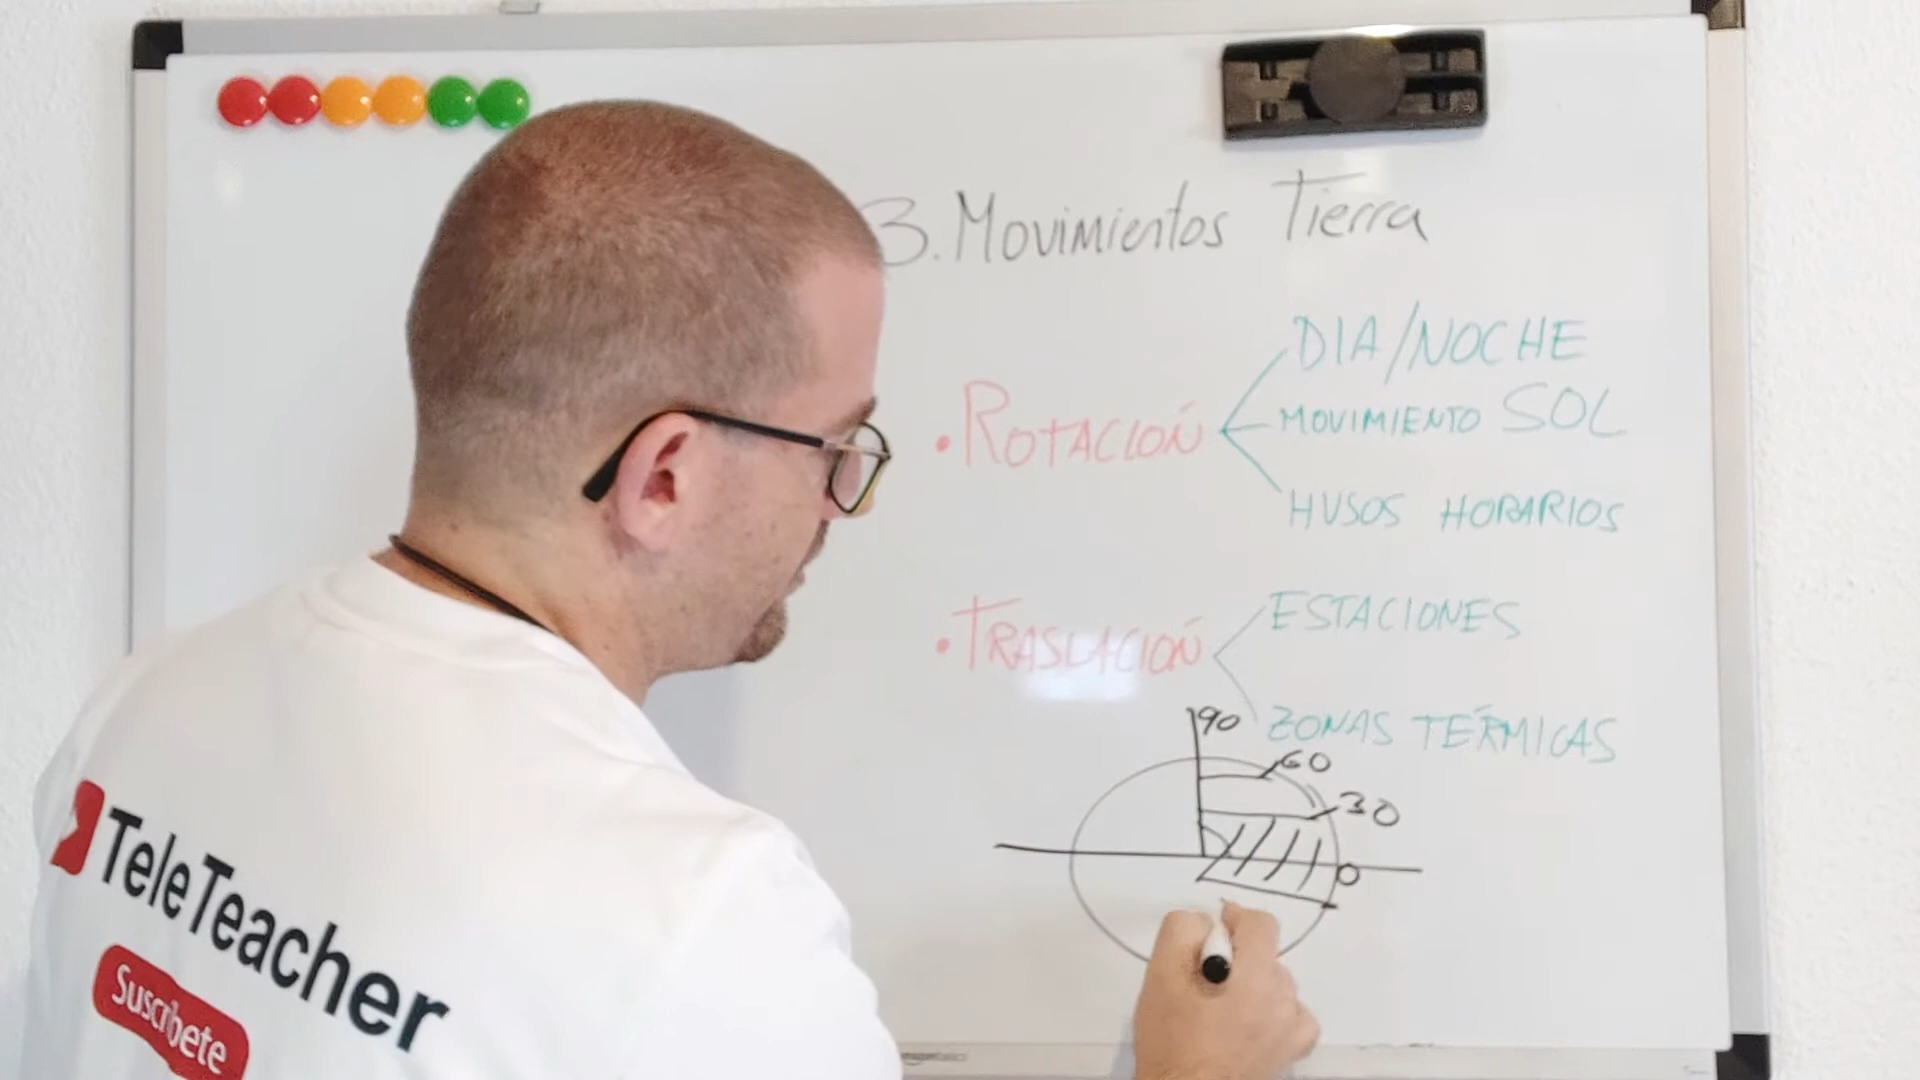 3. Movimientos Tierra
DIA/NOCHE
• ROTACIÓN
MOVIMIENTO SOL
HUSOS HORARIOS
• TRASLACIÓN
ESTACIONES
ZONAS TÉRMICAS
90
60
30
0
TeleTeacher
Suscríbete